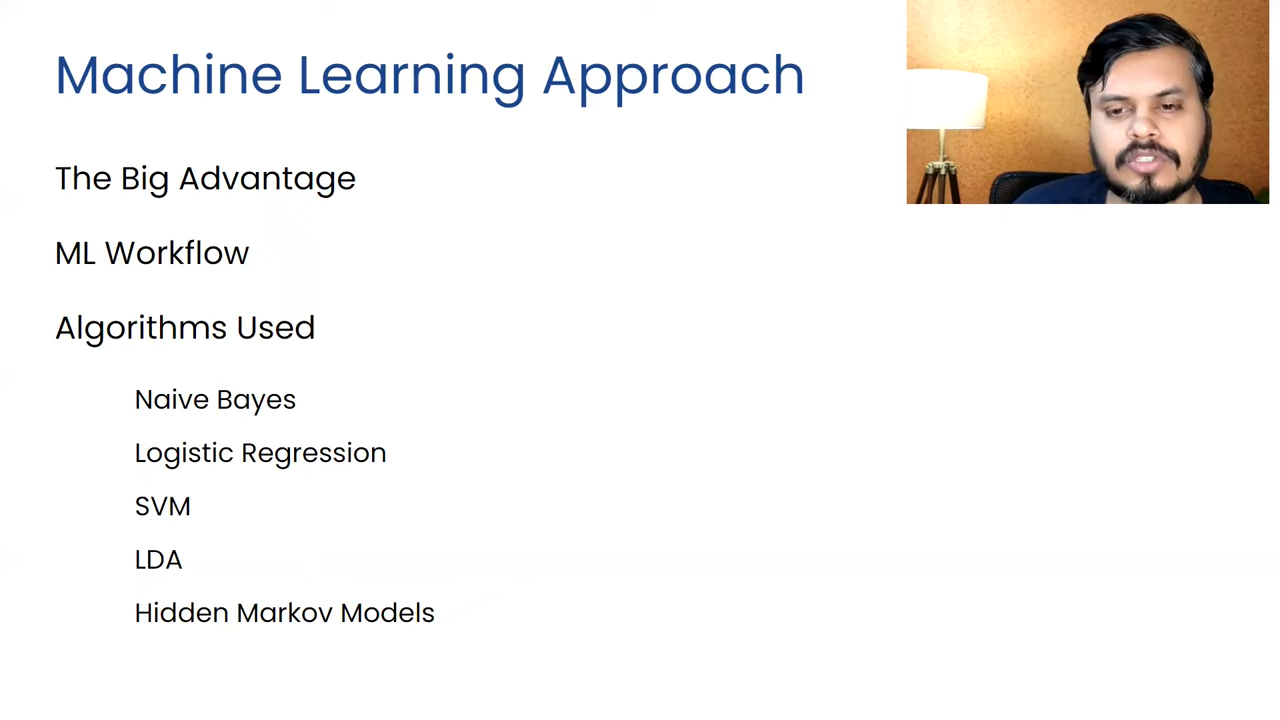 Machine Learning Approach
The Big Advantage
ML Workflow
Algorithms Used
Naive Bayes
Logistic Regression
SVM
LDA
Hidden Markov Models